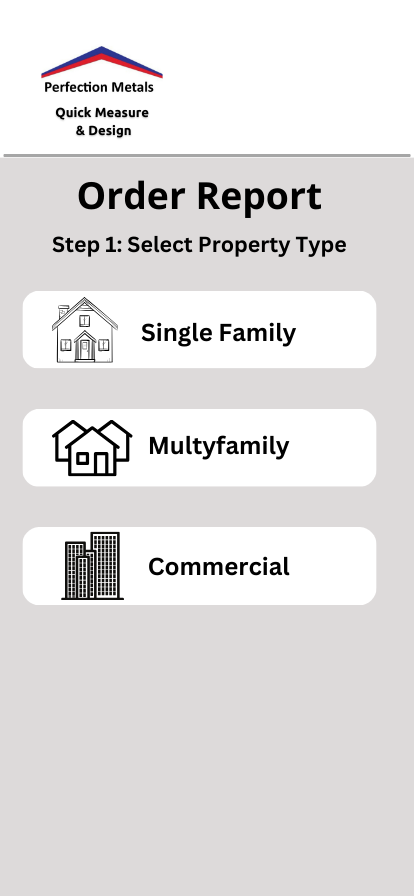 Perfection Metals
Quick Measure
& Design
Order Report
Step 1: Select Property Type
Single Family
Multyfamily
Commercial